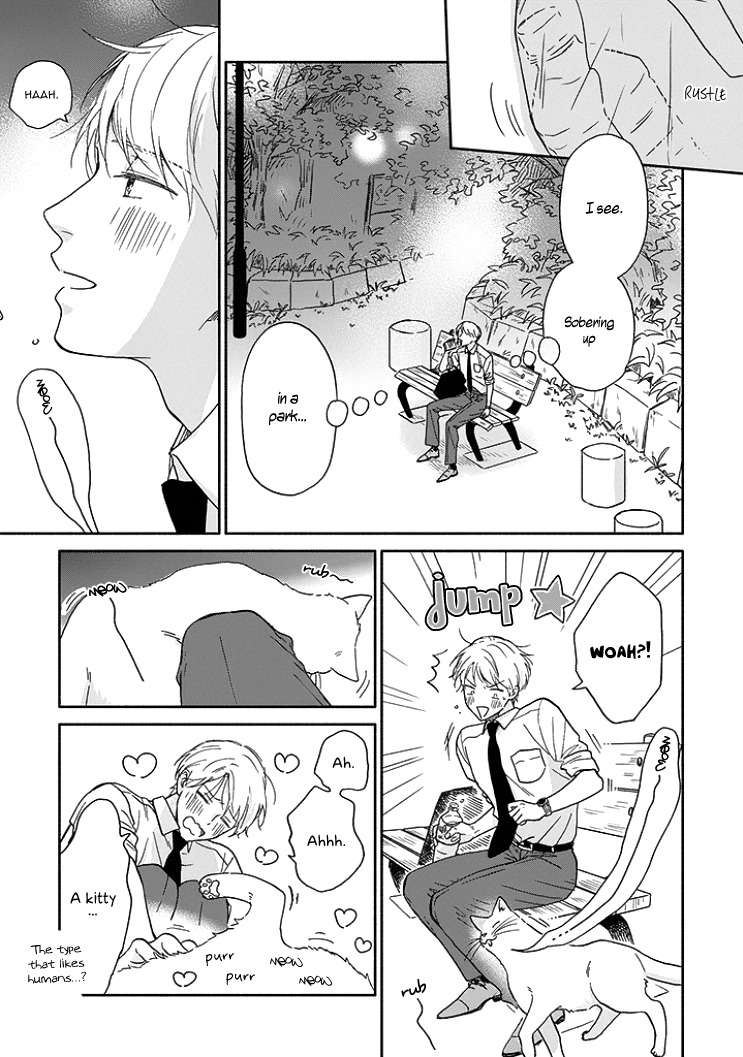 RUSTLE
I see.
Sobering
up
in a
park...
HAAH.
MEOW
jump
WOAH?!
MEOW
rub
rub
MEOW
Ah.
Ahhh.
A kitty
...
The type
that likes
humans...?
purr
purr
MEOW
MEOW